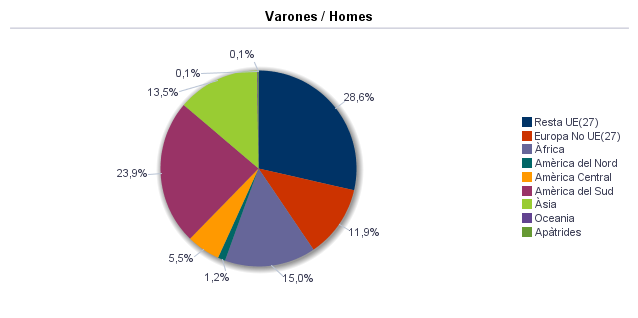 Varones / Homes
0,1%
0,1%
13,5%
28,6%
23,9%
11,9%
5,5%
1,2%
15,0%
Resta UE(27)
Europa No UE(27)
Àfrica
Amèrica del Nord
Amèrica Central
Amèrica del Sud
Àsia
Oceania
Apàtrides